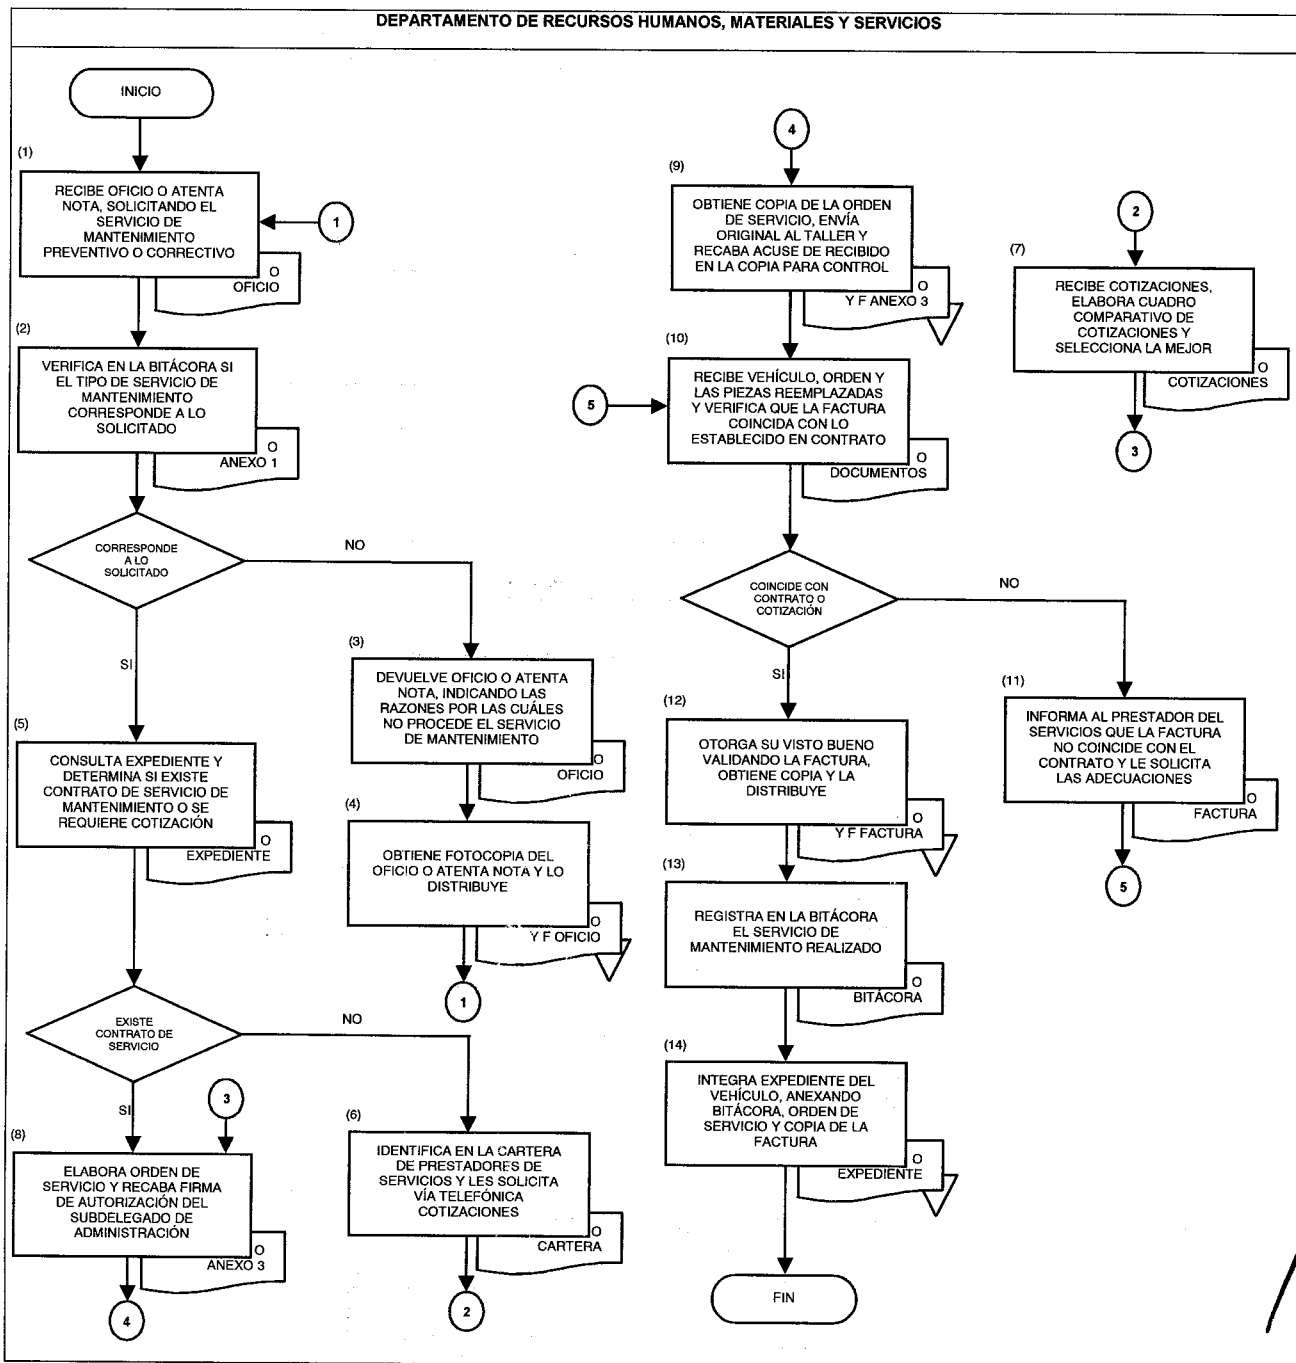 DEPARTAMENTO DE RECURSOS HUMANOS, MATERIALES Y SERVICIOS
INICIO
(1)
RECIBE OFICIO O ATENTA
NOTA, SOLICITANDO EL
SERVICIO DE
MANTENIMIENTO
PREVENTIVO O CORRECTIVO
1
O
OFICIO
(2)
VERIFICA EN LA BITÁCORA SI
EL TIPO DE SERVICIO DE
MANTENIMIENTO
CORRESPONDE A LO
SOLICITADO
O
ANEXO 1
CORRESPONDE
A LO
SOLICITADO
NO
SI
(3)
DEVUELVE OFICIO O ATENTA
NOTA, INDICANDO LAS
RAZONES POR LAS CUÁLES
NO PROCEDE EL SERVICIO
DE MANTENIMIENTO
O
OFICIO
(4)
OBTIENE FOTOCOPIA DEL
OFICIO O ATENTA NOTA Y LO
DISTRIBUYE
O
Y F OFICIO
1
(5)
CONSULTA EXPEDIENTE Y
DETERMINA SI EXISTE
CONTRATO DE SERVICIO DE
MANTENIMIENTO O SE
REQUIERE COTIZACIÓN
O
EXPEDIENTE
EXISTE
CONTRATO DE
SERVICIO
NO
SI
3
(6)
IDENTIFICA EN LA CARTERA
DE PRESTADORES DE
SERVICIOS Y LES SOLICITA
VÍA TELEFÓNICA
COTIZACIONES
O
CARTERA
2
(8)
ELABORA ORDEN DE
SERVICIO Y RECABA FIRMA
DE AUTORIZACIÓN DEL
SUBDELEGADO DE
ADMINISTRACIÓN
O
ANEXO 3
4
4
(9)
OBTIENE COPIA DE LA ORDEN
DE SERVICIO, ENVÍA
ORIGINAL AL TALLER Y
RECABA ACUSE DE RECIBIDO
EN LA COPIA PARA CONTROL
O
Y F ANEXO 3
(10)
RECIBE VEHÍCULO, ORDEN Y
LAS PIEZAS REEMPLAZADAS
Y VERIFICA QUE LA FACTURA
COINCIDA CON LO
ESTABLECIDO EN CONTRATO
5
O
DOCUMENTOS
COINCIDE CON
CONTRATO O
COTIZACIÓN
NO
SI
(12)
OTORGA SU VISTO BUENO
VALIDANDO LA FACTURA,
OBTIENE COPIA Y LA
DISTRIBUYE
O
Y F FACTURA
(13)
REGISTRA EN LA BITÁCORA
EL SERVICIO DE
MANTENIMIENTO REALIZADO
O
BITÁCORA
(14)
INTEGRA EXPEDIENTE DEL
VEHÍCULO, ANEXANDO
BITÁCORA, ORDEN DE
SERVICIO Y COPIA DE LA
FACTURA
O
EXPEDIENTE
FIN
2
(7)
RECIBE COTIZACIONES,
ELABORA CUADRO
COMPARATIVO DE
COTIZACIONES Y
SELECCIONA LA MEJOR
O
COTIZACIONES
3
(11)
INFORMA AL PRESTADOR DEL
SERVICIOS QUE LA FACTURA
NO COINCIDE CON EL
CONTRATO Y LE SOLICITA
LAS ADECUACIONES
O
FACTURA
5